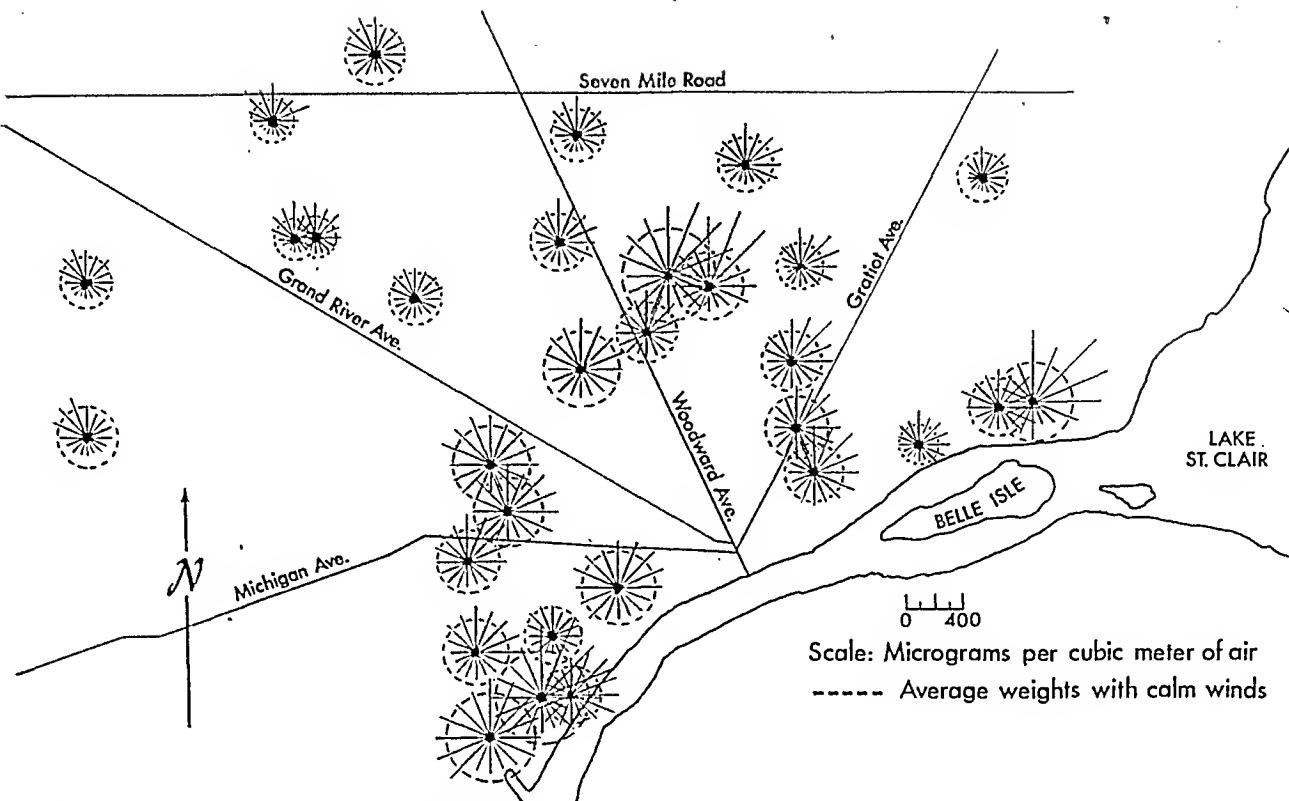 Seven Mile Road
Grand River Ave.
Gratiot Ave.
Woodward Ave.
LAKE
ST. CLAIR
BELLE ISLE
Michigan Ave.
N
0 400
Scale: Micrograms per cubic meter of air
----- Average weights with calm winds